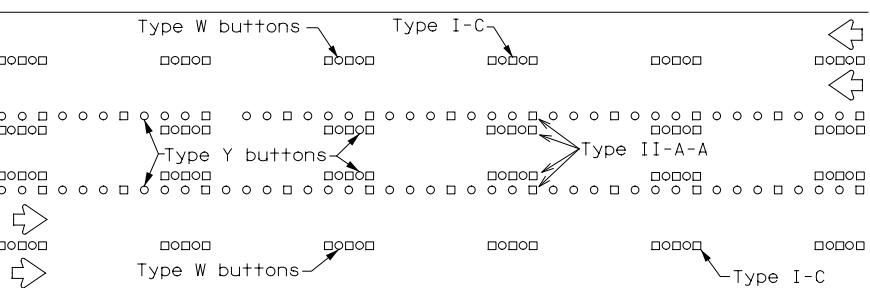 Type W buttons
Type I-C
Type Y buttons
Type II-A-A
Type W buttons
Type I-C